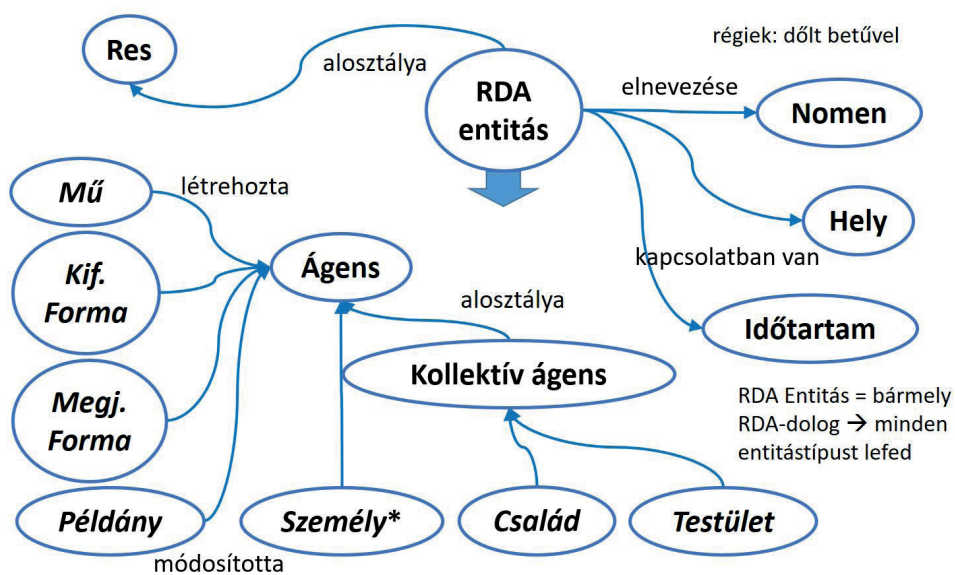 Res
alosztálya
RDA
entitás
régiek: dőlt betűvel
elnevezése
Nomen
Mű
létrehozta
Hely
Kif.
Forma
Ágens
kapcsolatban van
alosztálya
Időtartam
Kollektív ágens
Megj.
Forma
RDA Entitás = bármely
RDA-dolog → minden
entitástípust lefed
Példány
Személy*
Család
Testület
módosította